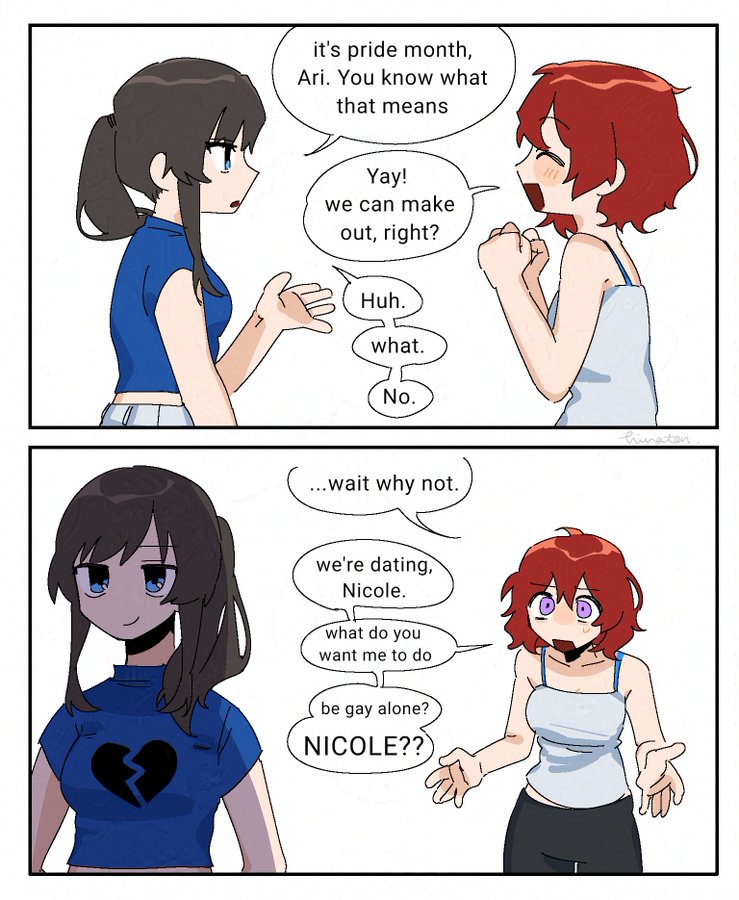 it's pride month,
Ari. You know what
that means
Yay!
we can make
out, right?
Huh.
what.
No.
...wait why not.
we're dating,
Nicole.
what do you
want me to do
be gay alone?
NICOLE??